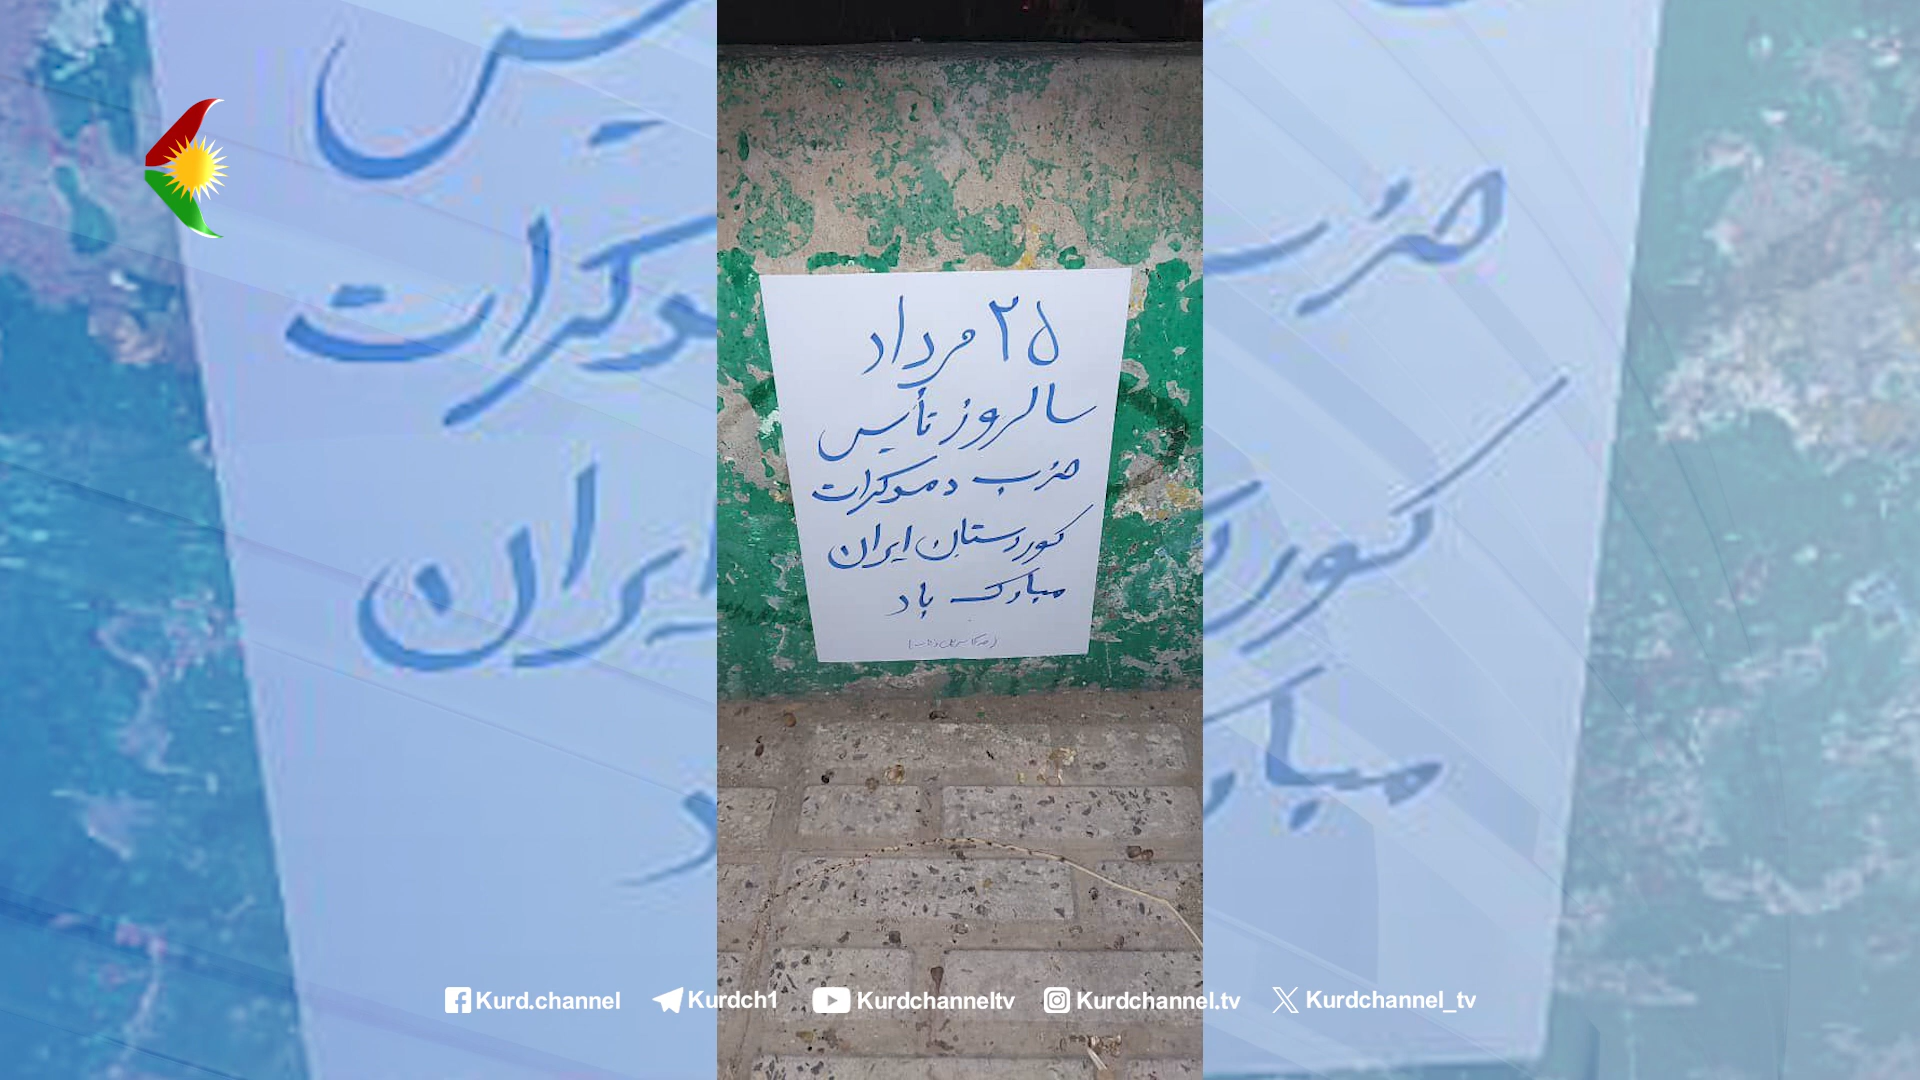 ۲۵ مرداد
سالروز تأسیس
حزب دموکرات
کوردستان ایران
مبارک باد
Kurd.channel
Kurdch1
Kurdchanneltv
Kurdchannel.tv
Kurdchannel_tv